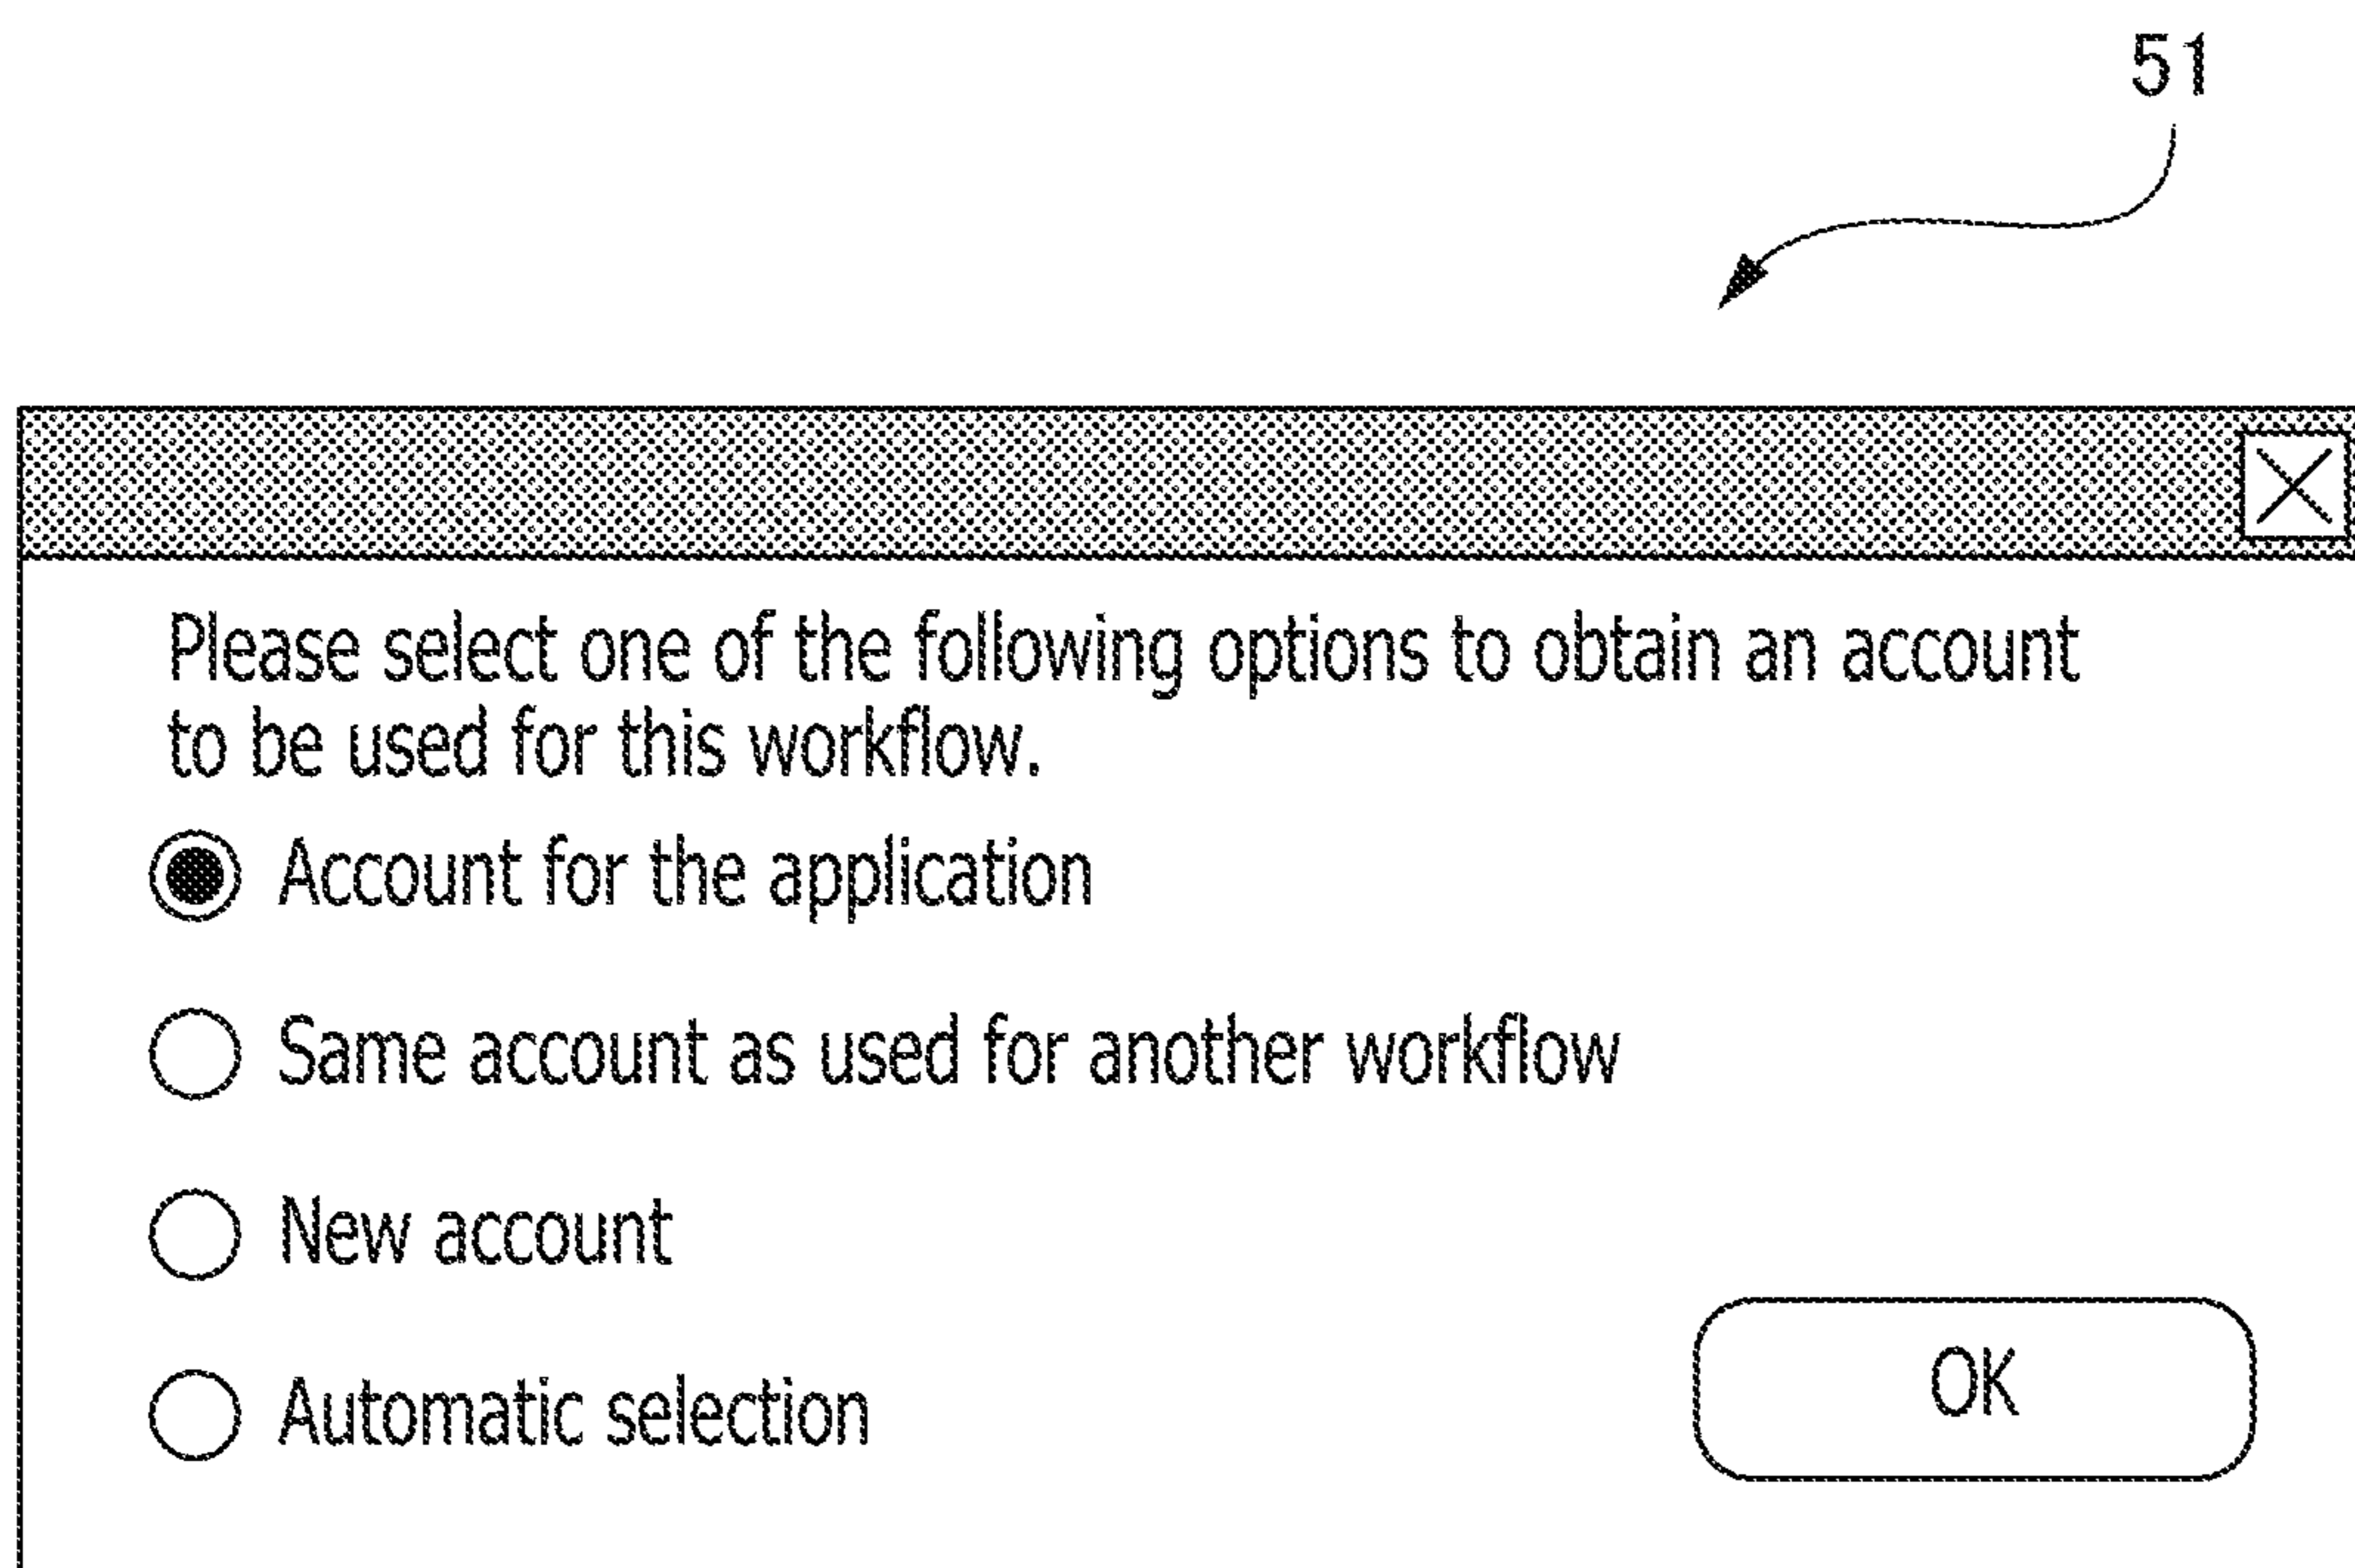 51
Please select one of the following options to obtain an account
to be used for this workflow.
Account for the application
Same account as used for another workflow
New account
Automatic selection
OK